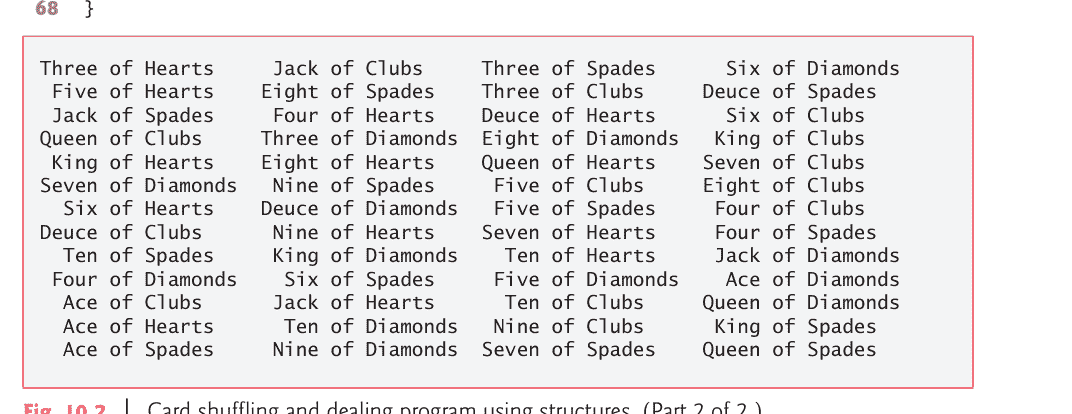 68 }
Three of Hearts Jack of Clubs Three of Spades Six of Diamonds
Five of Hearts Eight of Spades Three of Clubs Deuce of Spades
Jack of Spades Four of Hearts Deuce of Hearts Six of Clubs
Queen of Clubs Three of Diamonds Eight of Diamonds King of Clubs
King of Hearts Eight of Hearts Queen of Hearts Seven of Clubs
Seven of Diamonds Nine of Spades Five of Clubs Eight of Clubs
Six of Hearts Deuce of Diamonds Five of Spades Four of Clubs
Deuce of Clubs Nine of Hearts Seven of Hearts Four of Spades
Ten of Spades King of Diamonds Ten of Hearts Jack of Diamonds
Four of Diamonds Six of Spades Five of Diamonds Ace of Diamonds
Ace of Clubs Jack of Hearts Ten of Clubs Queen of Diamonds
Ace of Hearts Ten of Diamonds Nine of Clubs King of Spades
Ace of Spades Nine of Diamonds Seven of Spades Queen of Spades
Fig. 10.2 | Card shuffling and dealing program using structures. (Part 2 of 2.)